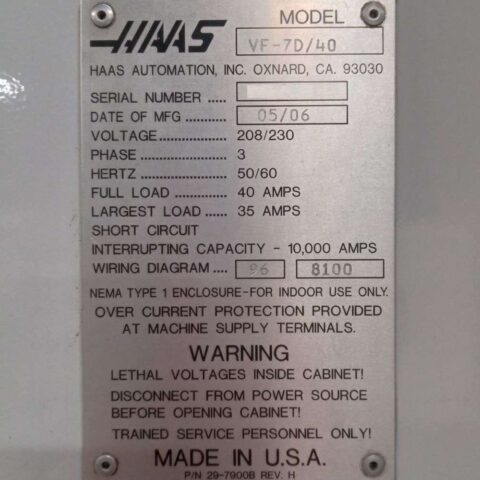 HAAS
MODEL
VF-7D/40
HAAS AUTOMATION, INC. OXNARD, CA. 93030
SERIAL NUMBER .....
DATE OF MFG ........... 05/06
VOLTAGE................ 208/230
PHASE ..................... 3
HERTZ ..................... 50/60
FULL LOAD ............. 40 AMPS
LARGEST LOAD ...... 35 AMPS
SHORT CIRCUIT
INTERRUPTING CAPACITY - 10,000 AMPS
WIRING DIAGRAM .... 96 8100
NEMA TYPE 1 ENCLOSURE-FOR INDOOR USE ONLY.
OVER CURRENT PROTECTION PROVIDED
AT MACHINE SUPPLY TERMINALS.
WARNING
LETHAL VOLTAGES INSIDE CABINET!
DISCONNECT FROM POWER SOURCE
BEFORE OPENING CABINET!
TRAINED SERVICE PERSONNEL ONLY!
MADE IN U.S.A.
P/N 29-7900B REV. H